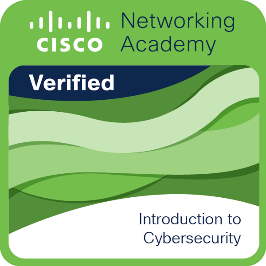 Networking
CISCO Academy
Verified
Introduction to
Cybersecurity